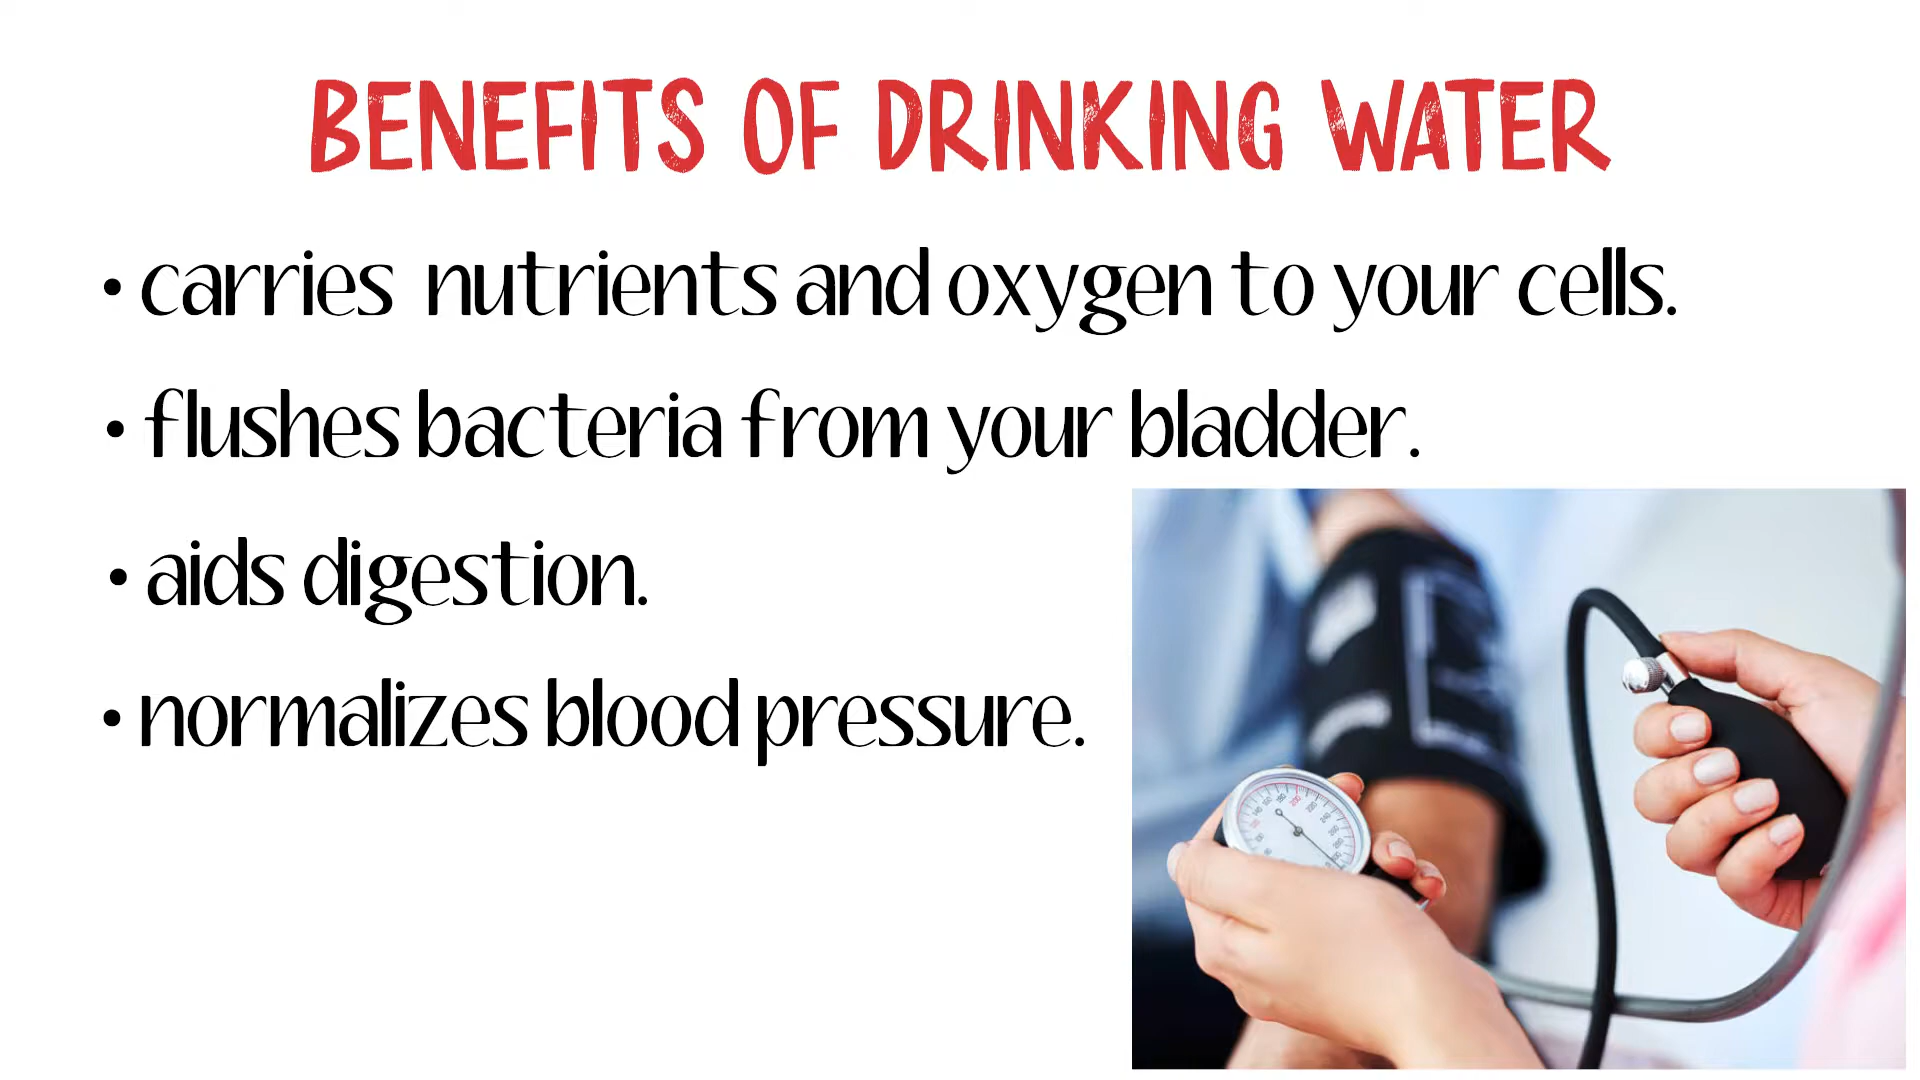 BENEFITS OF DRINKING WATER
• carries nutrients and oxygen to your cells.
• flushes bacteria from your bladder.
• aids digestion.
• normalizes blood pressure.